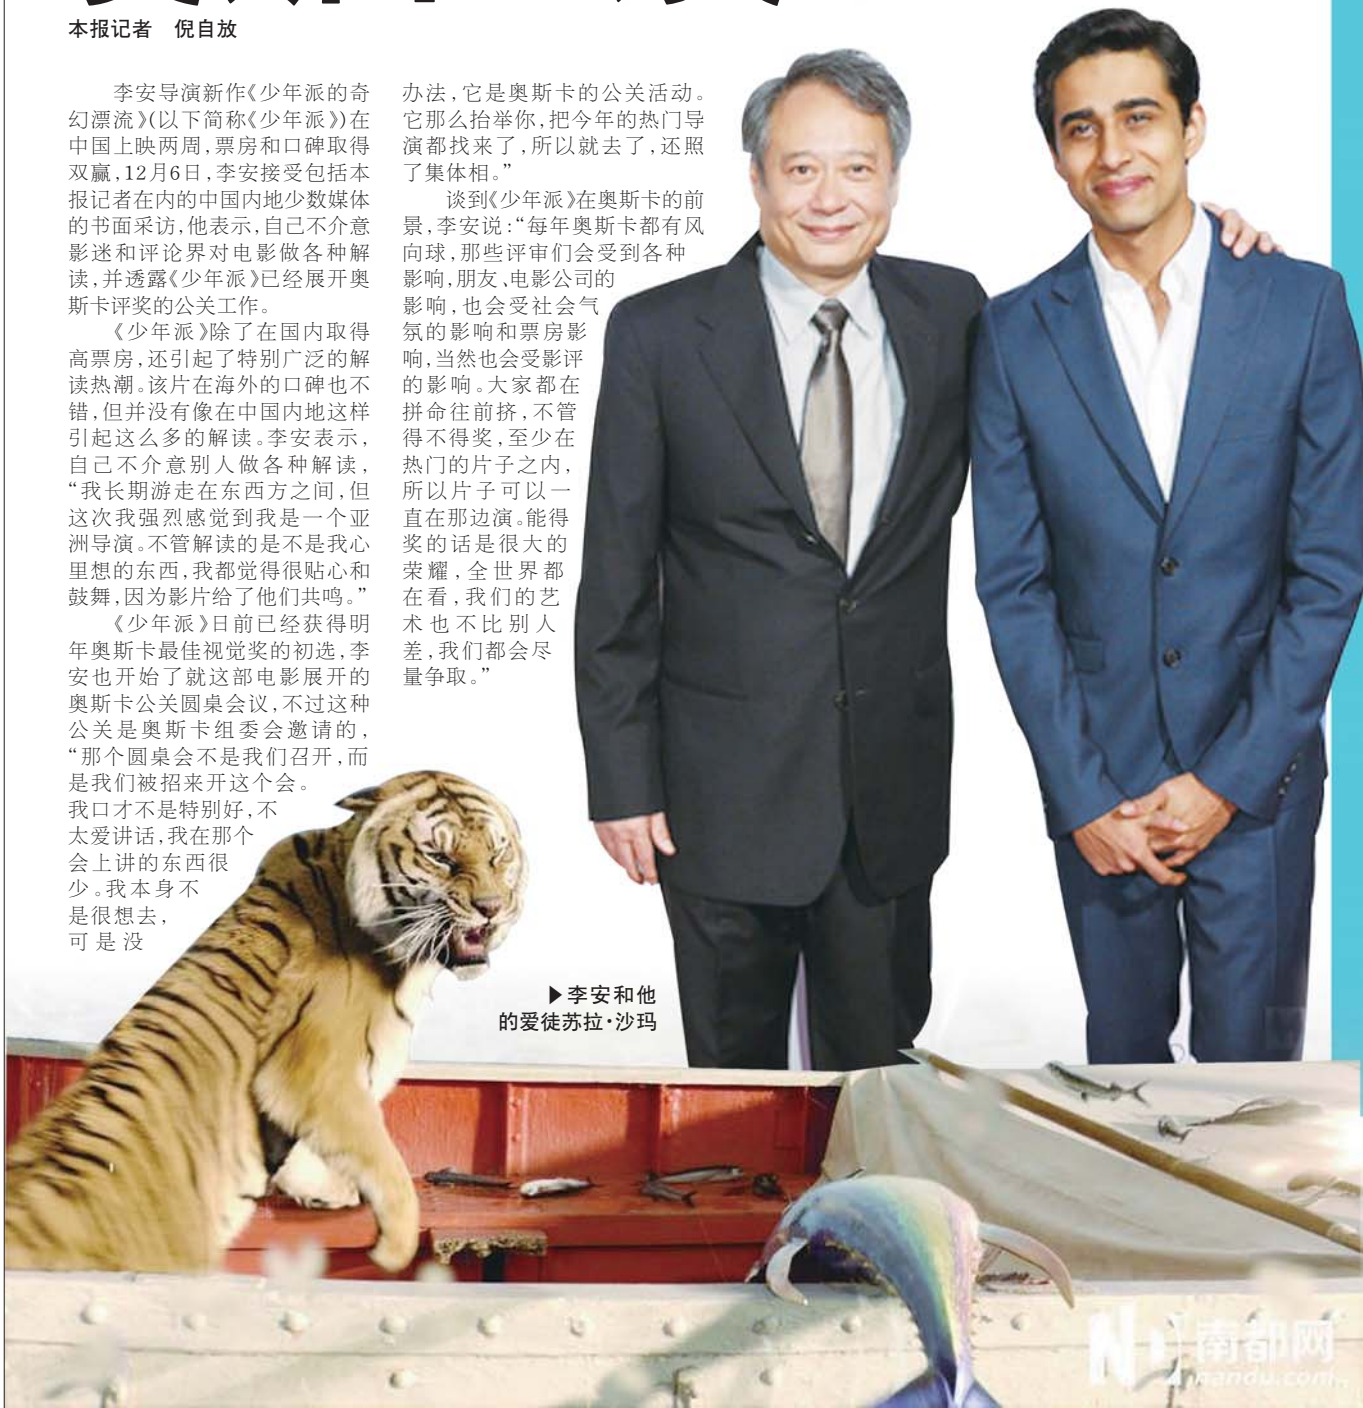 本报记者 倪自放
李安导演新作《少年派的奇
幻漂流》(以下简称《少年派》)在
中国上映两周,票房和口碑取得
双赢,12月6日,李安接受包括本
报记者在内的中国内地少数媒体
的书面采访,他表示,自己不介意
影迷和评论界对电影做各种解
读,并透露《少年派》已经展开奥
斯卡评奖的公关工作。
《少年派》除了在国内取得
高票房,还引起了特别广泛的解
读热潮。该片在海外的口碑也不
错,但并没有像在中国内地这样
引起这么多的解读。李安表示,
自己不介意别人做各种解读,
“我长期游走在东西方之间,但
这次我强烈感觉到我是一个亚
洲导演。不管解读的是不是我心
里想的东西,我都觉得很贴心和
鼓舞,因为影片给了他们共鸣。”
《少年派》日前已经获得明
年奥斯卡最佳视觉奖的初选,李
安也开始了就这部电影展开的
奥斯卡公关圆桌会议,不过这种
公关是奥斯卡组委会邀请的,
“那个圆桌会不是我们召开,而
是我们被招来开这个会。
我口才不是特别好,不
太爱讲话,我在那个
会上讲的东西很
少。我本身不
是很想去,
可是没
办法,它是奥斯卡的公关活动。
它那么抬举你,把今年的热门导
演都找来了,所以就去了,还照
了集体相。”
谈到《少年派》在奥斯卡的前
景,李安说:“每年奥斯卡都有风
向球,那些评审们会受到各种
影响,朋友、电影公司的
影响,也会受社会气
氛的影响和票房影
响,当然也会受影评
的影响。大家都在
拼命往前挤,不管
得不得奖,至少在
热门的片子之内,
所以片子可以一
直在那边演。能得
奖的话是很大的
荣耀,全世界都
在看,我们的艺
术也不比别人
差,我们都会尽
量争取。”
▶李安和他
的爱徒苏拉·沙玛
南都网
nandu.com